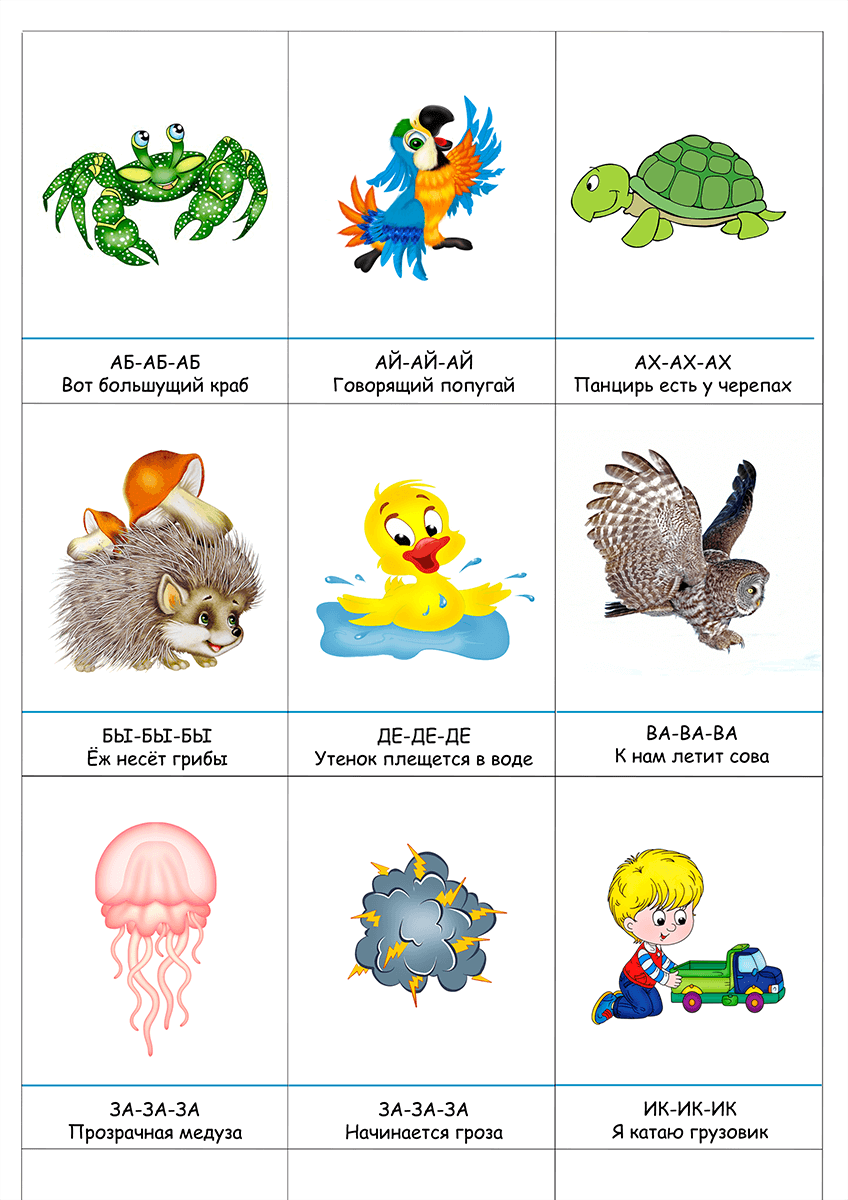 АБ-АБ-АБ
Вот большущий краб
АЙ-АЙ-АЙ
Говорящий попугай
АХ-АХ-АХ
Панцирь есть у черепах
БЫ-БЫ-БЫ
Ёж несёт грибы
ДЕ-ДЕ-ДЕ
Утенок плещется в воде
ВА-ВА-ВА
К нам летит сова
ЗА-ЗА-ЗА
Прозрачная медуза
ЗА-ЗА-ЗА
Начинается гроза
ИК-ИК-ИК
Я катаю грузовик